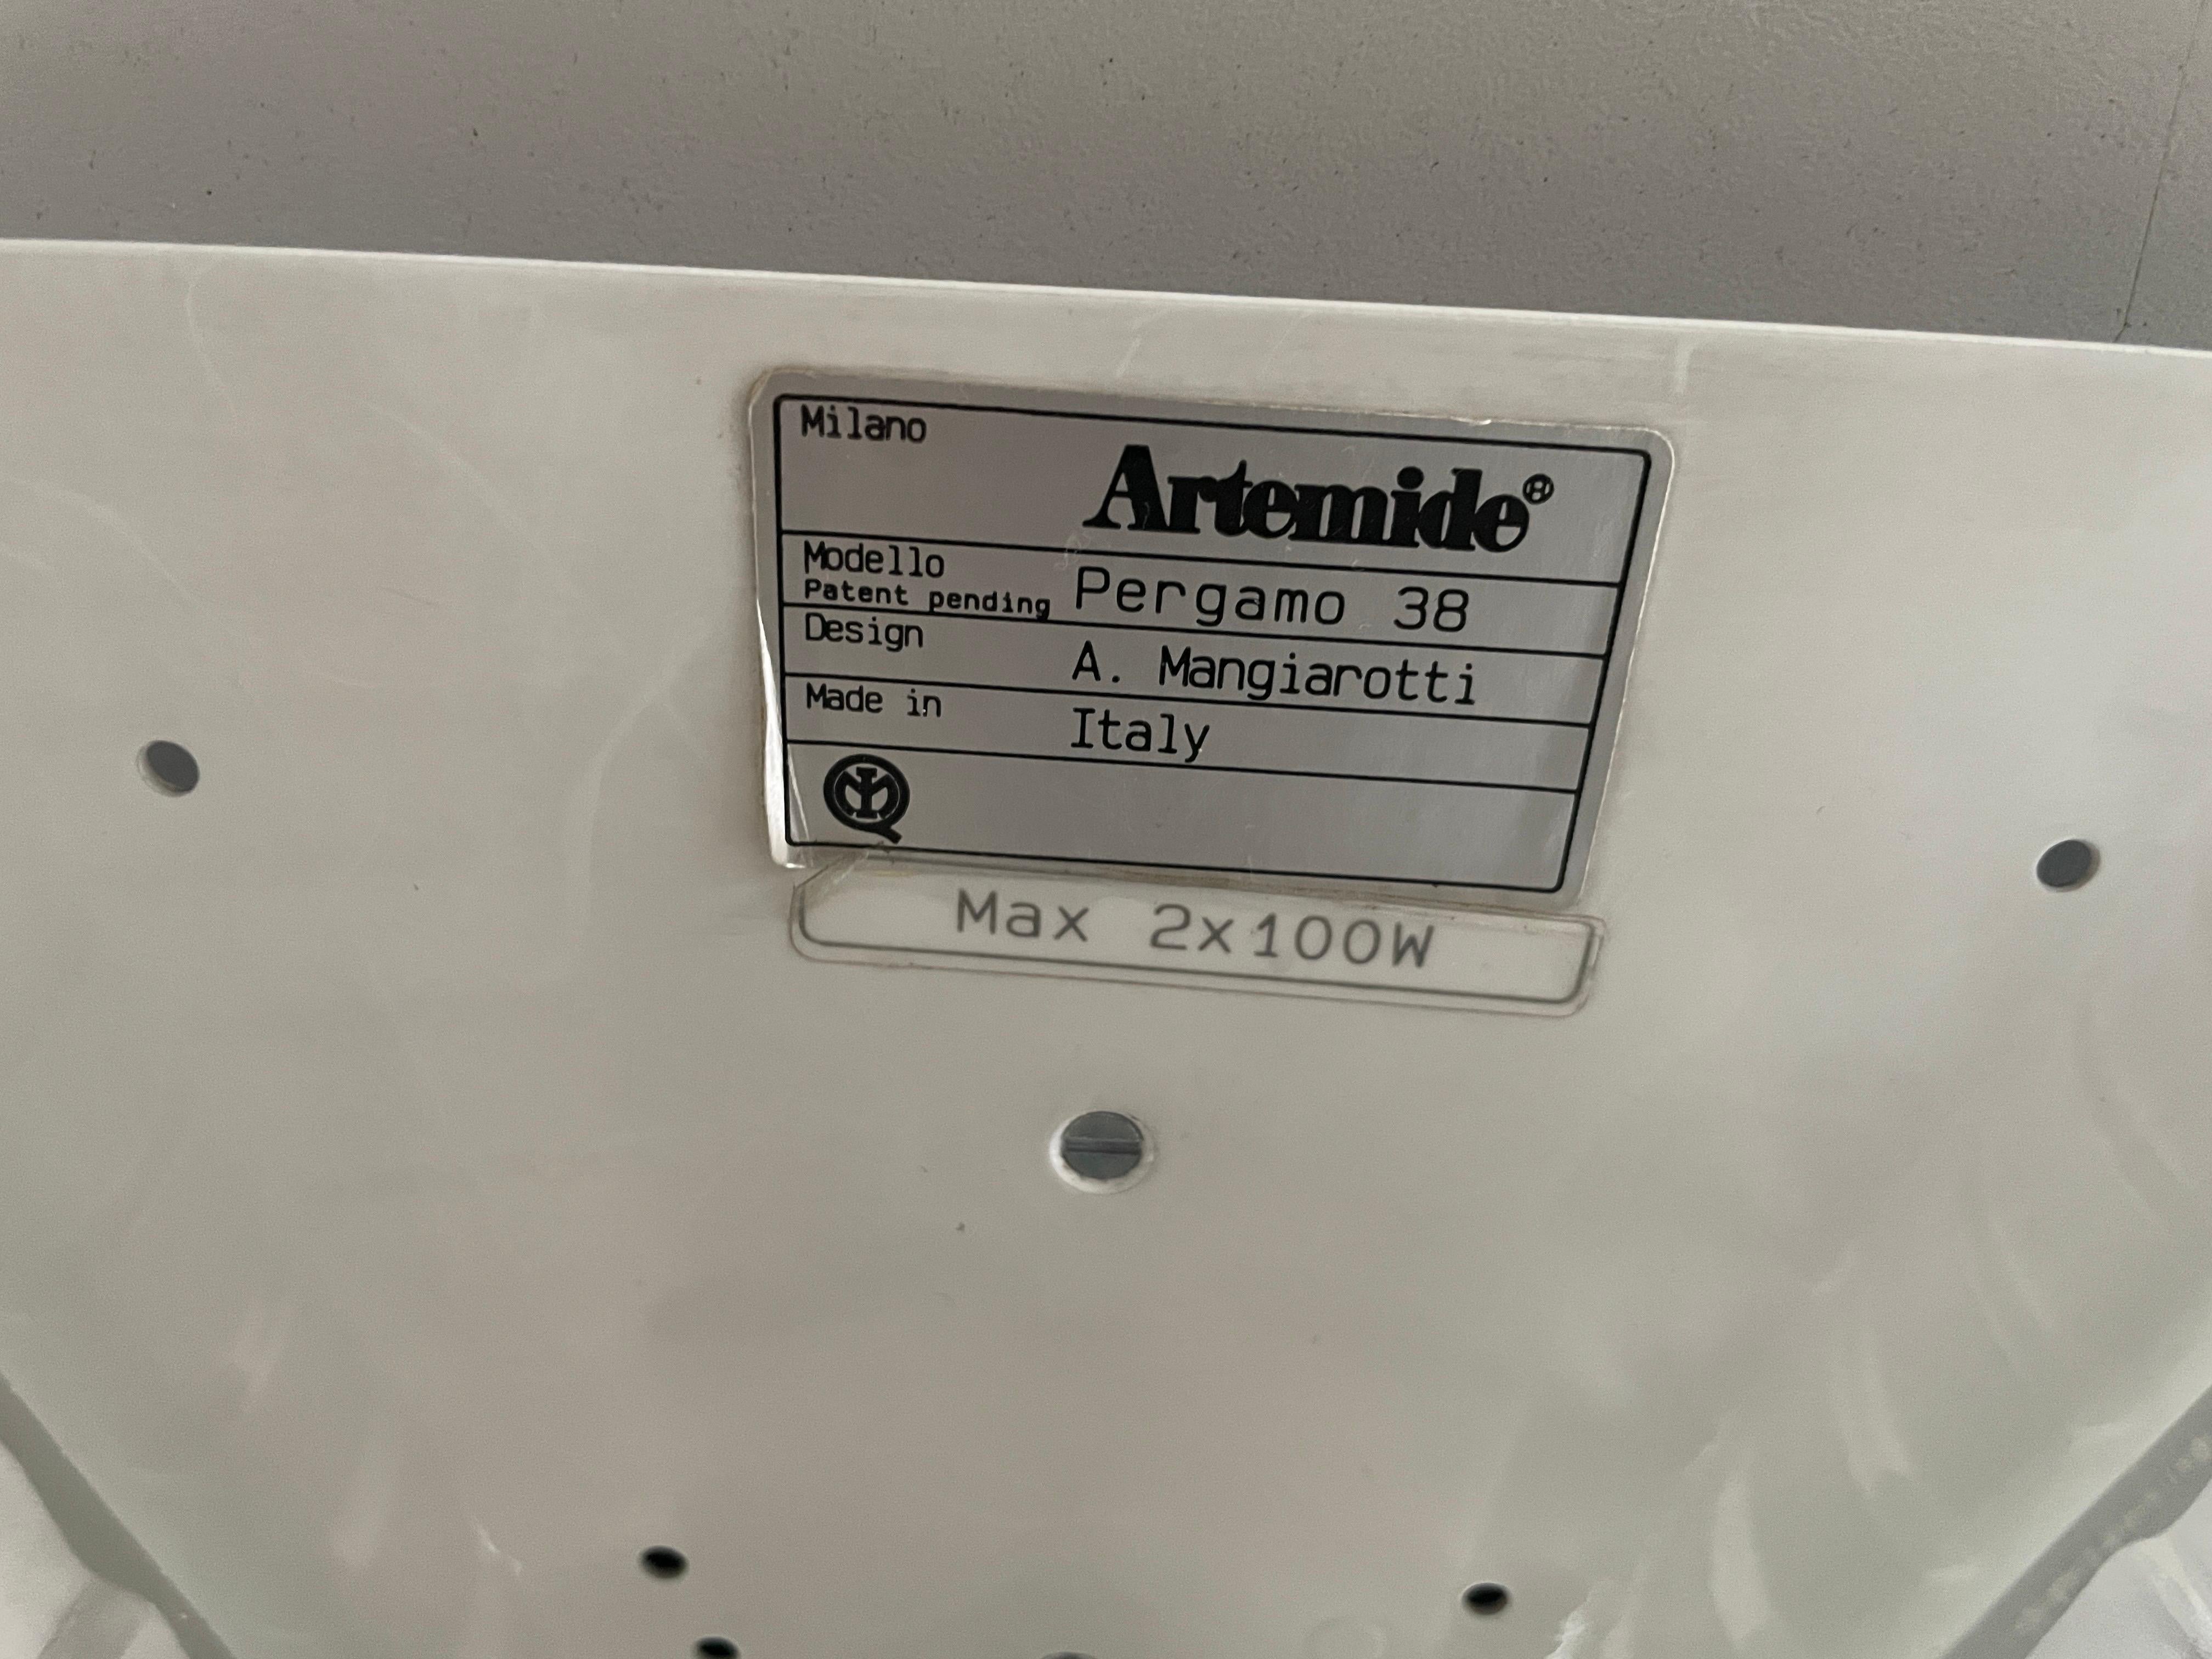 Milano
Artemide®
Modello
Patent pending
Pergamo 38
Design
A. Mangiarotti
Made in
Italy
Max 2x100W